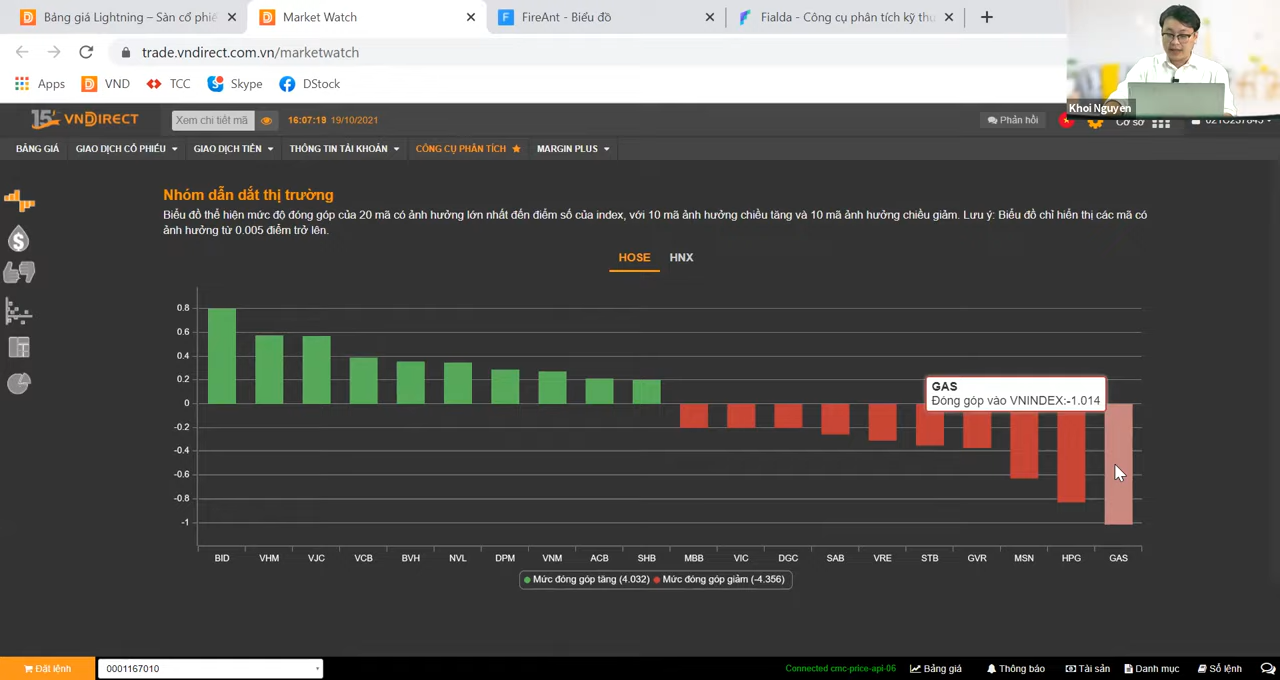 Bảng giá Lightning – Sàn cổ phiế
Market Watch
FireAnt - Biểu đồ
Fialda - Công cụ phân tích kỹ thu
trade.vndirect.com.vn/marketwatch
Apps VND TCC Skype DStock
Khoi Nguyen
15 VNDIRECT
Xem chi tiết mã
16:07:19 19/10/2021
Phản hồi
Cơ sở
BẢNG GIÁ GIAO DỊCH CỔ PHIẾU GIAO DỊCH TIỀN THÔNG TIN TÀI KHOẢN CÔNG CỤ PHÂN TÍCH MARGIN PLUS
Nhóm dẫn dắt thị trường
Biểu đồ thể hiện mức độ đóng góp của 20 mã có ảnh hưởng lớn nhất đến điểm số của index, với 10 mã ảnh hưởng chiều tăng và 10 mã ảnh hưởng chiều giảm. Lưu ý: Biểu đồ chỉ hiển thị các mã có
ảnh hưởng từ 0.005 điểm trở lên.
HOSE HNX
0.8
0.6
0.4
0.2
0
-0.2
-0.4
-0.6
-0.8
-1
GAS
Đóng góp vào VNINDEX:-1.014
BID VHM VJC VCB BVH NVL DPM VNM ACB SHB MBB VIC DGC SAB VRE STB GVR MSN HPG GAS
Mức đóng góp tăng (4.032) Mức đóng góp giảm (-4.356)
Đặt lệnh
0001167010
Connected cmc-price-api-06
Bảng giá Thông báo Tài sản Danh mục Sổ lệnh